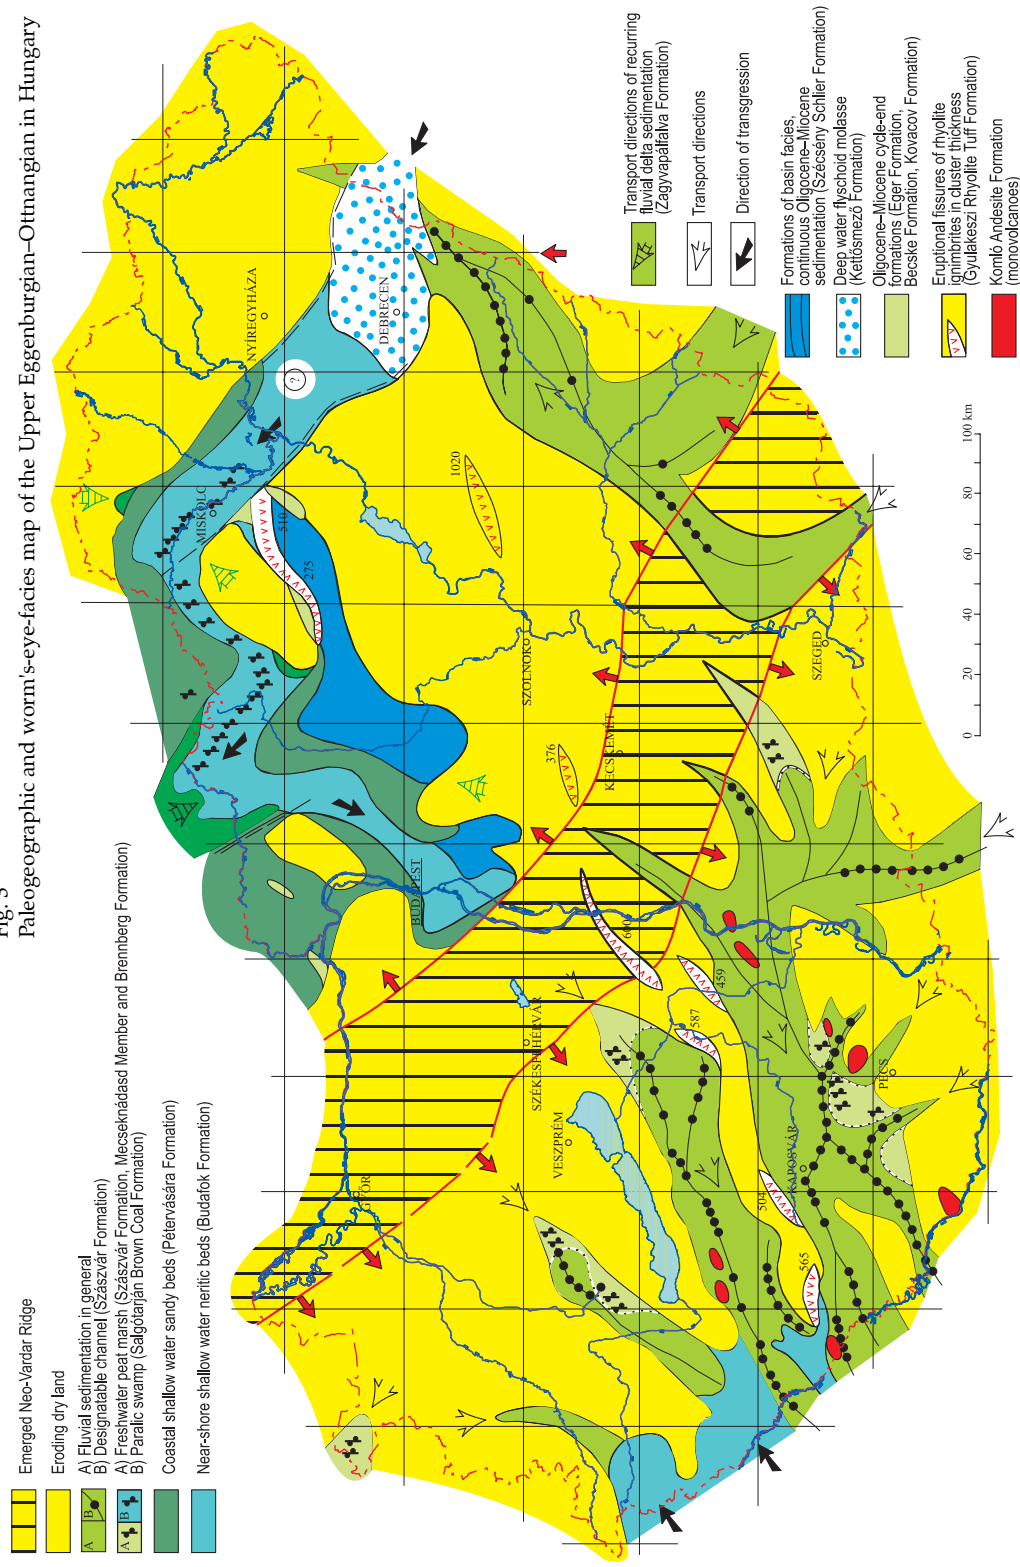 Paleogeographic and worm's-eye-facies map of the Upper Eggenburgian–Ottnangian in Hungary
Emerged Neo-Vardar Ridge
Eroding dry land
A B
A) Fluvial sedimentation in general
B) Designatable channel (Szászvár Formation)
A B
A) Freshwater peat marsh (Szászvár Formation, Mecseknádasd Member and Brennberg Formation)
B) Paralic swamp (Salgótarján Brown Coal Formation)
Coastal shallow water sandy beds (Pétervására Formation)
Near-shore shallow water neritic beds (Budafok Formation)
Transport directions of recurring
fluvial delta sedimentation
(Zagyvapálfalva Formation)
Transport directions
Direction of transgression
Formations of basin facies,
continuous Oligocene–Miocene
sedimentation (Szécsény Schlier Formation)
Deep water flyschoid molasse
(Kettősmező Formation)
Oligocene–Miocene cycle-end
formations (Eger Formation,
Becske Formation, Kovacov Formation)
Eruptional fissures of rhyolite
ignimbrites in cluster thickness
(Gyulakeszi Rhyolite Tuff Formation)
Komló Andesite Formation
(monovolcanoes)
0 20 40 60 80 100 km
NYÍREGYHÁZA
DEBRECEN
?
MISKOLC
510
275
1020
SZOLNOK
376
KECSKEMÉT
SZEGED
BUDAPEST
600
459
587
SZÉKESFEHÉRVÁR
VESZPRÉM
GYŐR
504
KAPOSVÁR
565
PÉCS